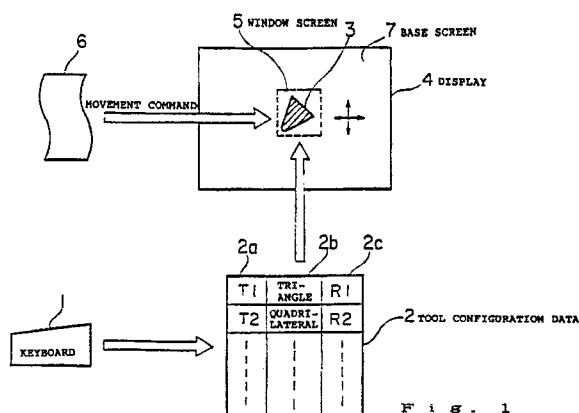 5 WINDOW SCREEN
3
7 BASE SCREEN
6
4 DISPLAY
MOVEMENT COMMAND
2a 2b 2c
T1 TRI-
ANGLE R1
T2 QUADRI-
LATERAL R2
1
KEYBOARD
2 TOOL CONFIGURATION DATA
Fig. 1